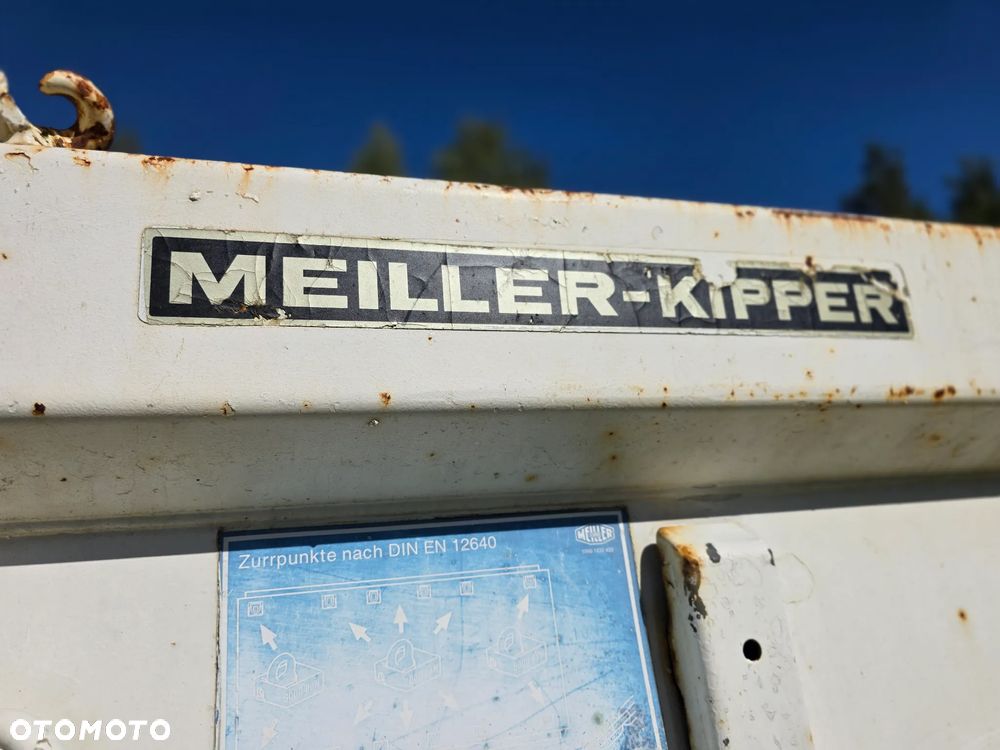 MEILLER-KIPPER
MEILLER
Zurrpunkte nach DIN EN 12640
OTOMOTO